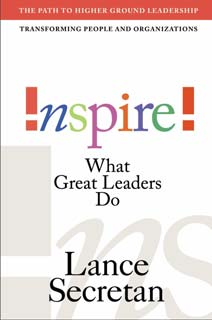 THE PATH TO HIGHER GROUND LEADERSHIP
TRANSFORMING PEOPLE AND ORGANIZATIONS
!nspire!
What
Great Leaders
Do
Lance
Secretan